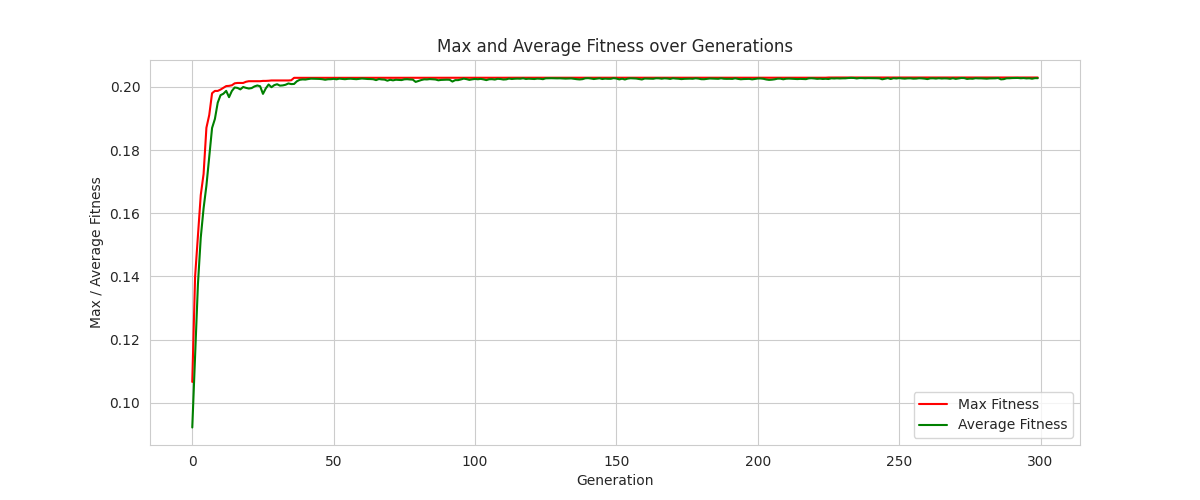 Max and Average Fitness over Generations
Max / Average Fitness
0.20
0.18
0.16
0.14
0.12
0.10
0
50
100
150
200
250
300
Generation
Max Fitness
Average Fitness